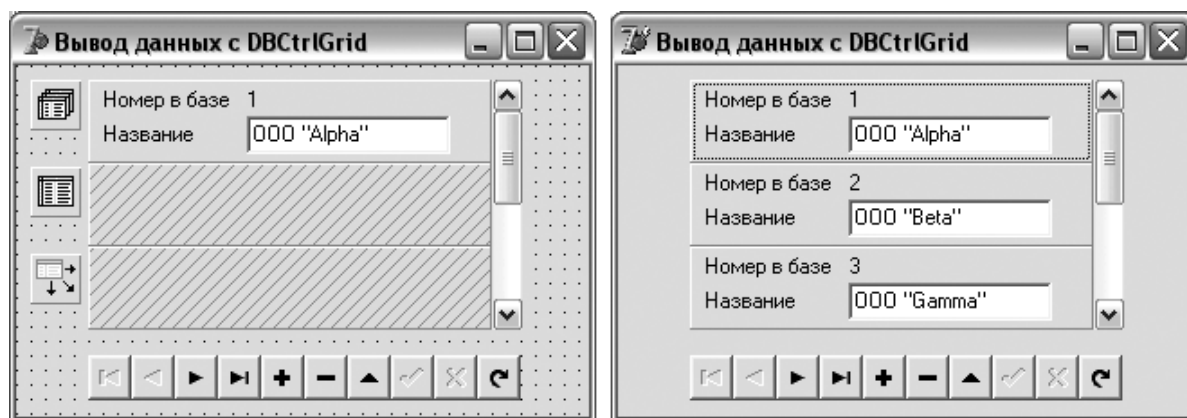 Вывод данных с DBCtrlGrid
Номер в базе 1
Название ООО "Alpha"
Вывод данных с DBCtrlGrid
Номер в базе 1
Название ООО "Alpha"
Номер в базе 2
Название ООО "Beta"
Номер в базе 3
Название ООО "Gamma"